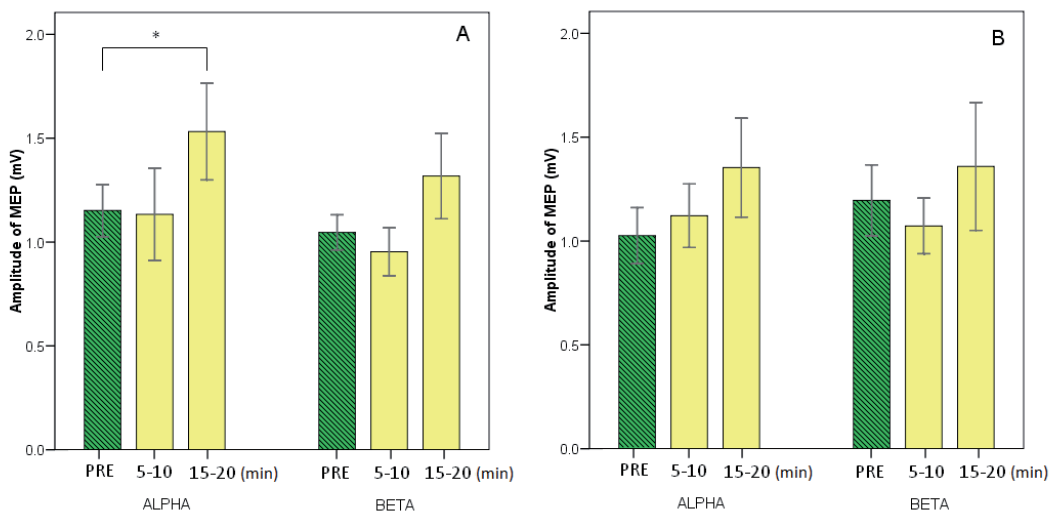 A
*
Amplitude of MEP (mV)
2.0
1.5
1.0
0.5
0.0
PRE 5-10 15-20 (min) PRE 5-10 15-20 (min)
ALPHA BETA
B
Amplitude of MEP (mV)
2.0
1.5
1.0
0.5
0.0
PRE 5-10 15-20 (min) PRE 5-10 15-20 (min)
ALPHA BETA